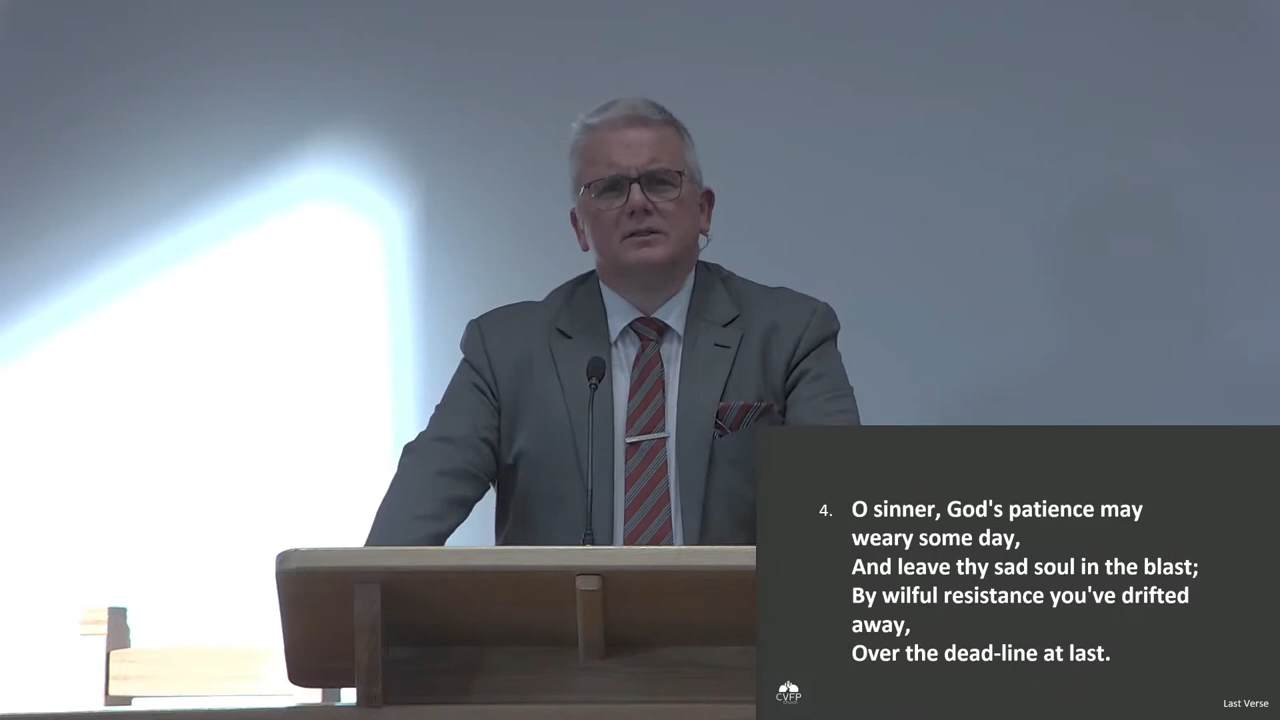 4. O sinner, God's patience may
weary some day,
And leave thy sad soul in the blast;
By wilful resistance you've drifted
away,
Over the dead-line at last.
CVFP
Last Verse